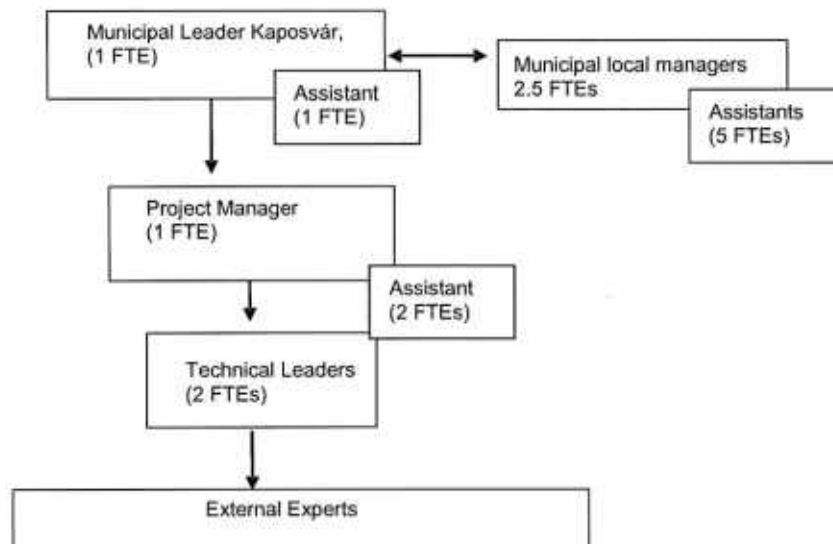 Municipal Leader Kaposvár,
(1 FTE)
Assistant
(1 FTE)
Municipal local managers
2.5 FTEs
Assistants
(5 FTEs)
Project Manager
(1 FTE)
Assistant
(2 FTEs)
Technical Leaders
(2 FTEs)
External Experts